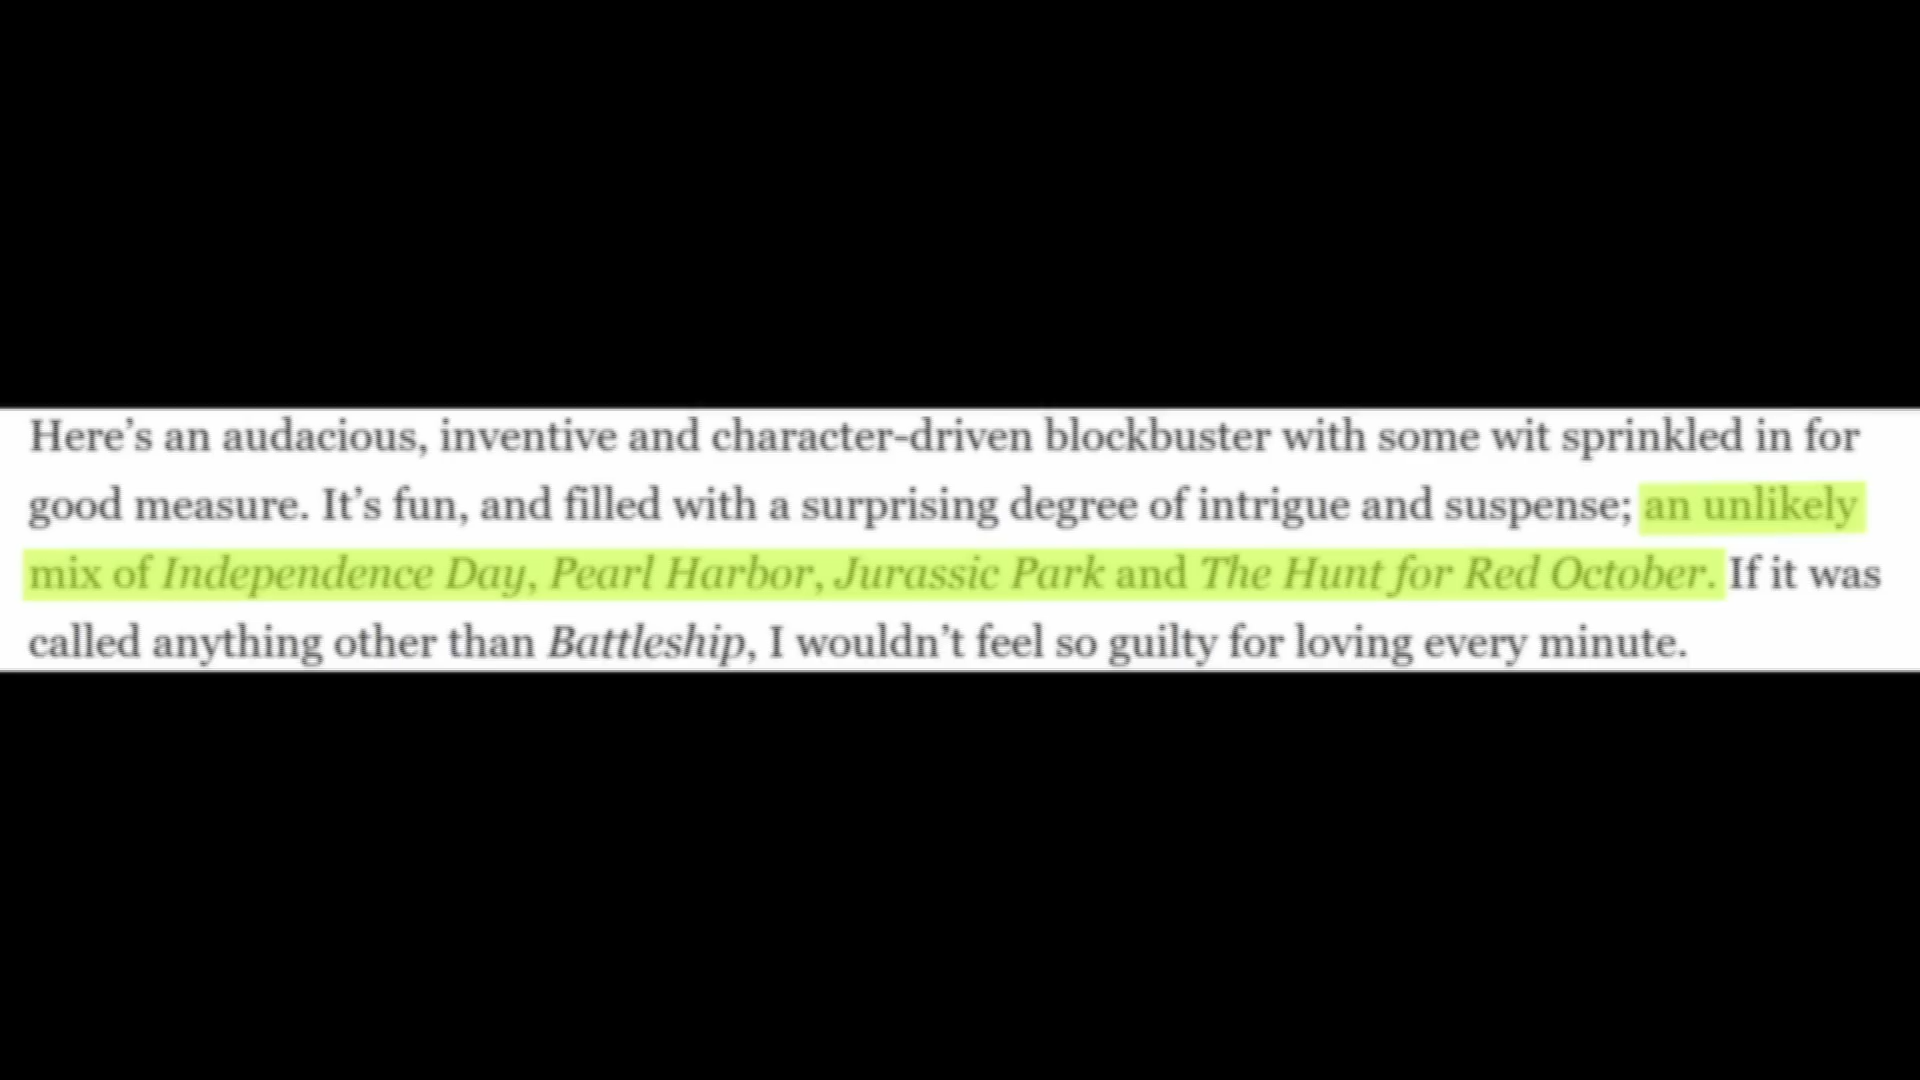 Here’s an audacious, inventive and character-driven blockbuster with some wit sprinkled in for
good measure. It’s fun, and filled with a surprising degree of intrigue and suspense; an unlikely
mix of Independence Day, Pearl Harbor, Jurassic Park and The Hunt for Red October. If it was
called anything other than Battleship, I wouldn’t feel so guilty for loving every minute.